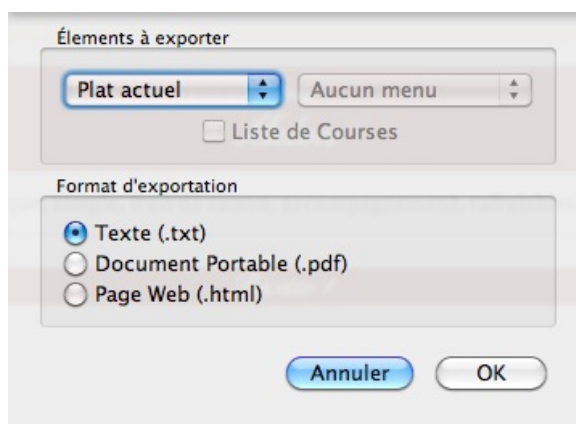 Élements à exporter
Plat actuel Aucun menu
Liste de Courses
Format d'exportation
Texte (.txt)
Document Portable (.pdf)
Page Web (.html)
Annuler OK